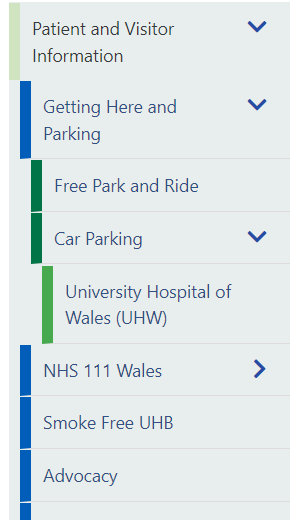 Patient and Visitor
Information
Getting Here and
Parking
Free Park and Ride
Car Parking
University Hospital of
Wales (UHW)
NHS 111 Wales
Smoke Free UHB
Advocacy